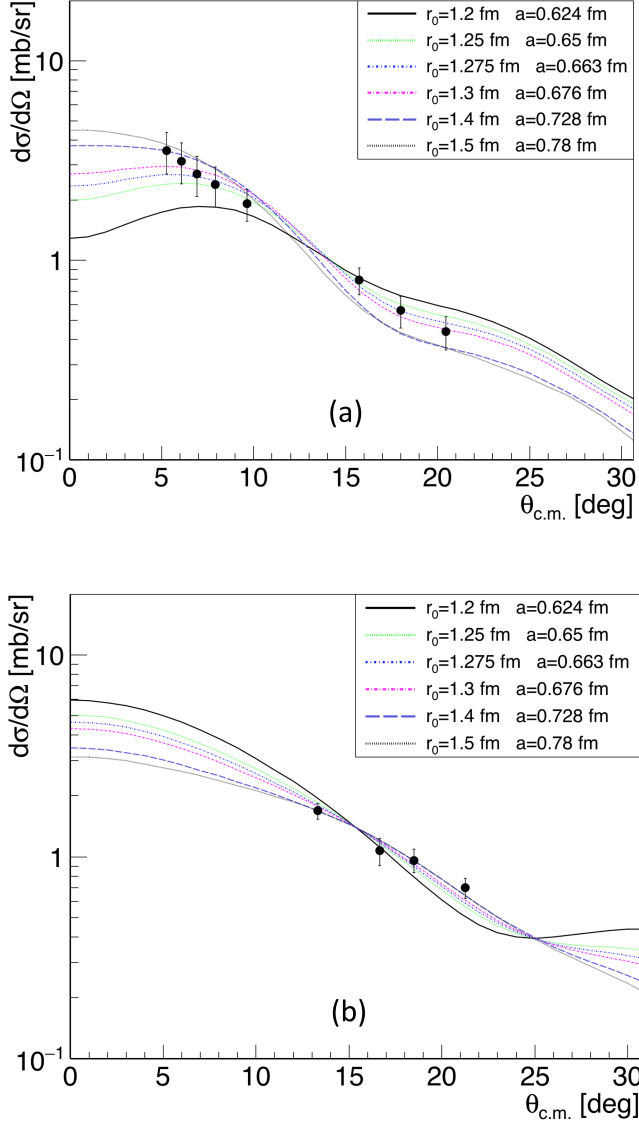 dσ/dΩ [mb/sr]
10
1
10⁻¹
r₀=1.2 fm a=0.624 fm
r₀=1.25 fm a=0.65 fm
r₀=1.275 fm a=0.663 fm
r₀=1.3 fm a=0.676 fm
r₀=1.4 fm a=0.728 fm
r₀=1.5 fm a=0.78 fm
(a)
0 5 10 15 20 25 30
θc.m. [deg]
dσ/dΩ [mb/sr]
10
1
10⁻¹
r₀=1.2 fm a=0.624 fm
r₀=1.25 fm a=0.65 fm
r₀=1.275 fm a=0.663 fm
r₀=1.3 fm a=0.676 fm
r₀=1.4 fm a=0.728 fm
r₀=1.5 fm a=0.78 fm
(b)
0 5 10 15 20 25 30
θc.m. [deg]